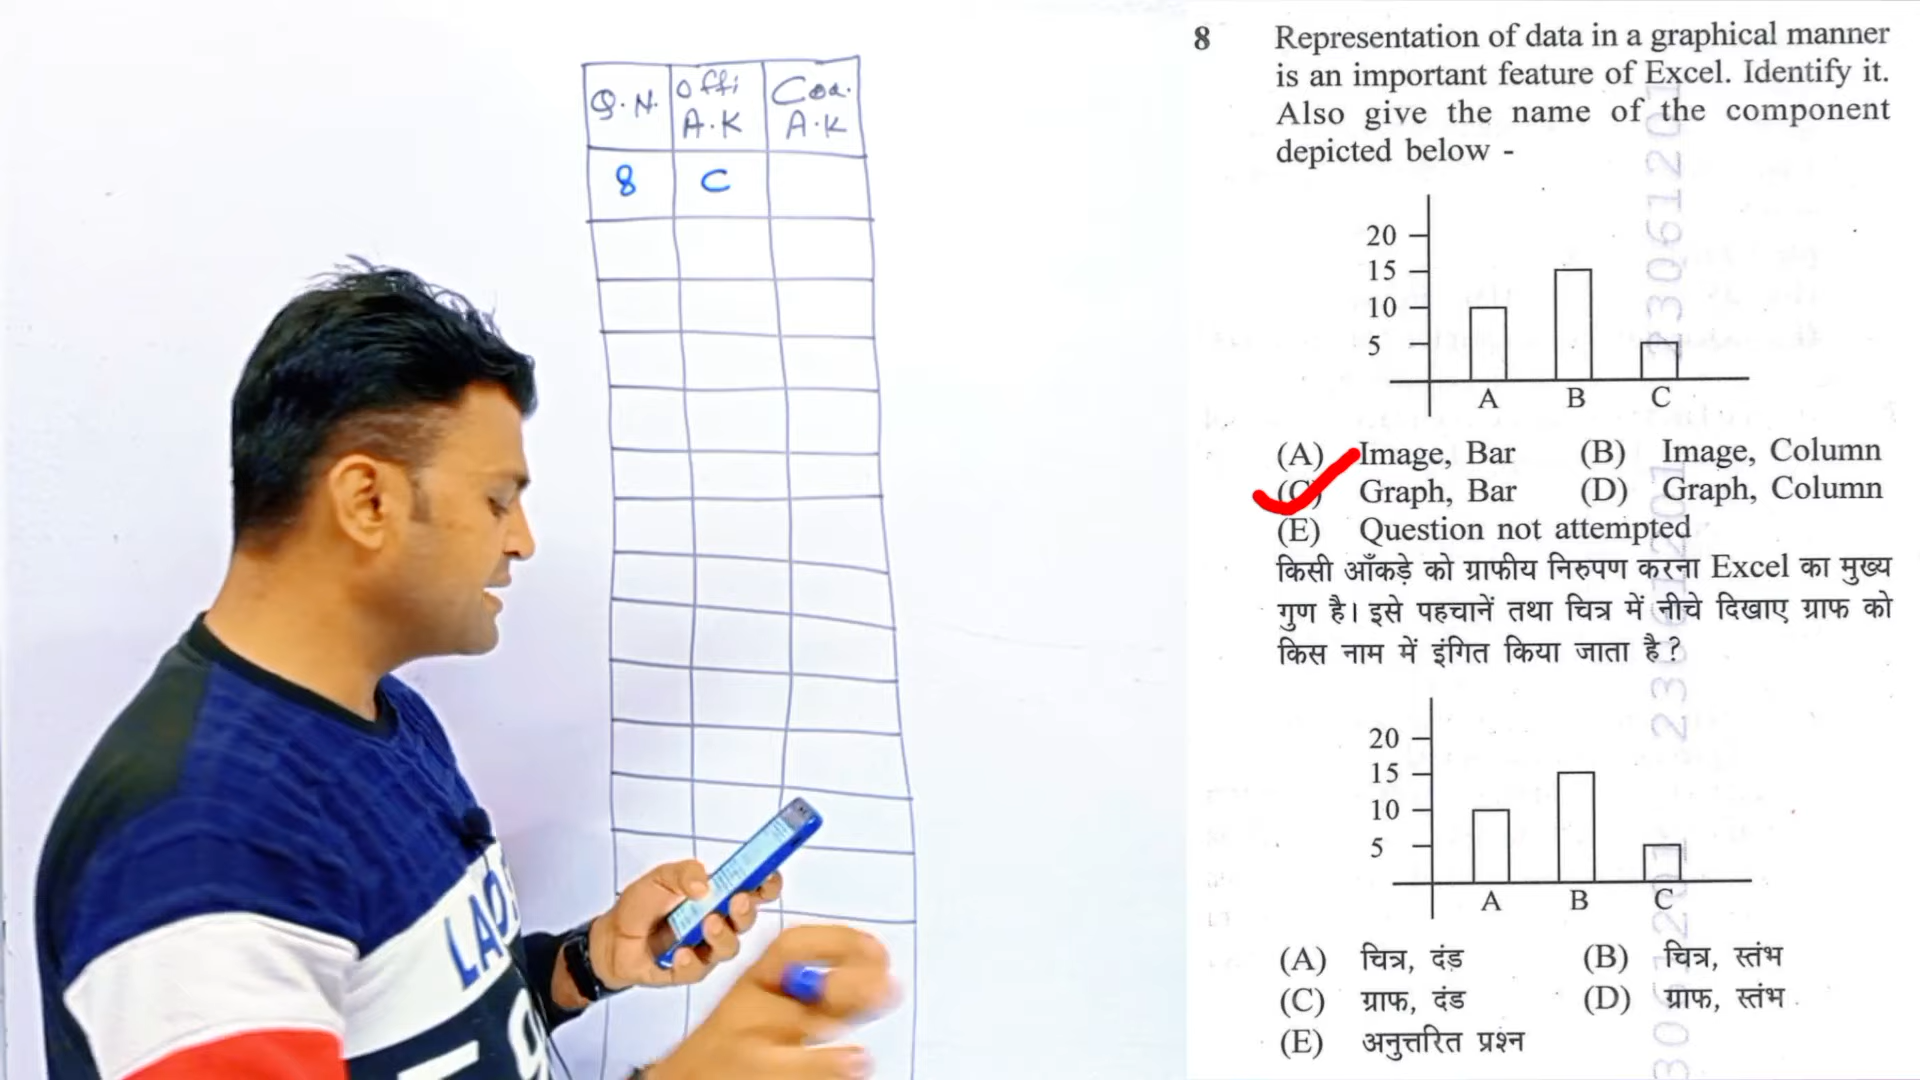 Q.N.
Offi
A.K
A.K
8
C
8
Representation of data in a graphical manner
is an important feature of Excel. Identify it.
Also give the name of the component
depicted below -
20
15
10
5
A B C
(A) Image, Bar (B) Image, Column
(C) Graph, Bar (D) Graph, Column
(E) Question not attempted
किसी आँकड़े को ग्राफीय निरुपण करना Excel का मुख्य
गुण है। इसे पहचानें तथा चित्र में नीचे दिखाए ग्राफ को
किस नाम में इंगित किया जाता है ?
20
15
10
5
A B C
(A) चित्र, दंड (B) चित्र, स्तंभ
(C) ग्राफ, दंड (D) ग्राफ, स्तंभ
(E) अनुत्तरित प्रश्न